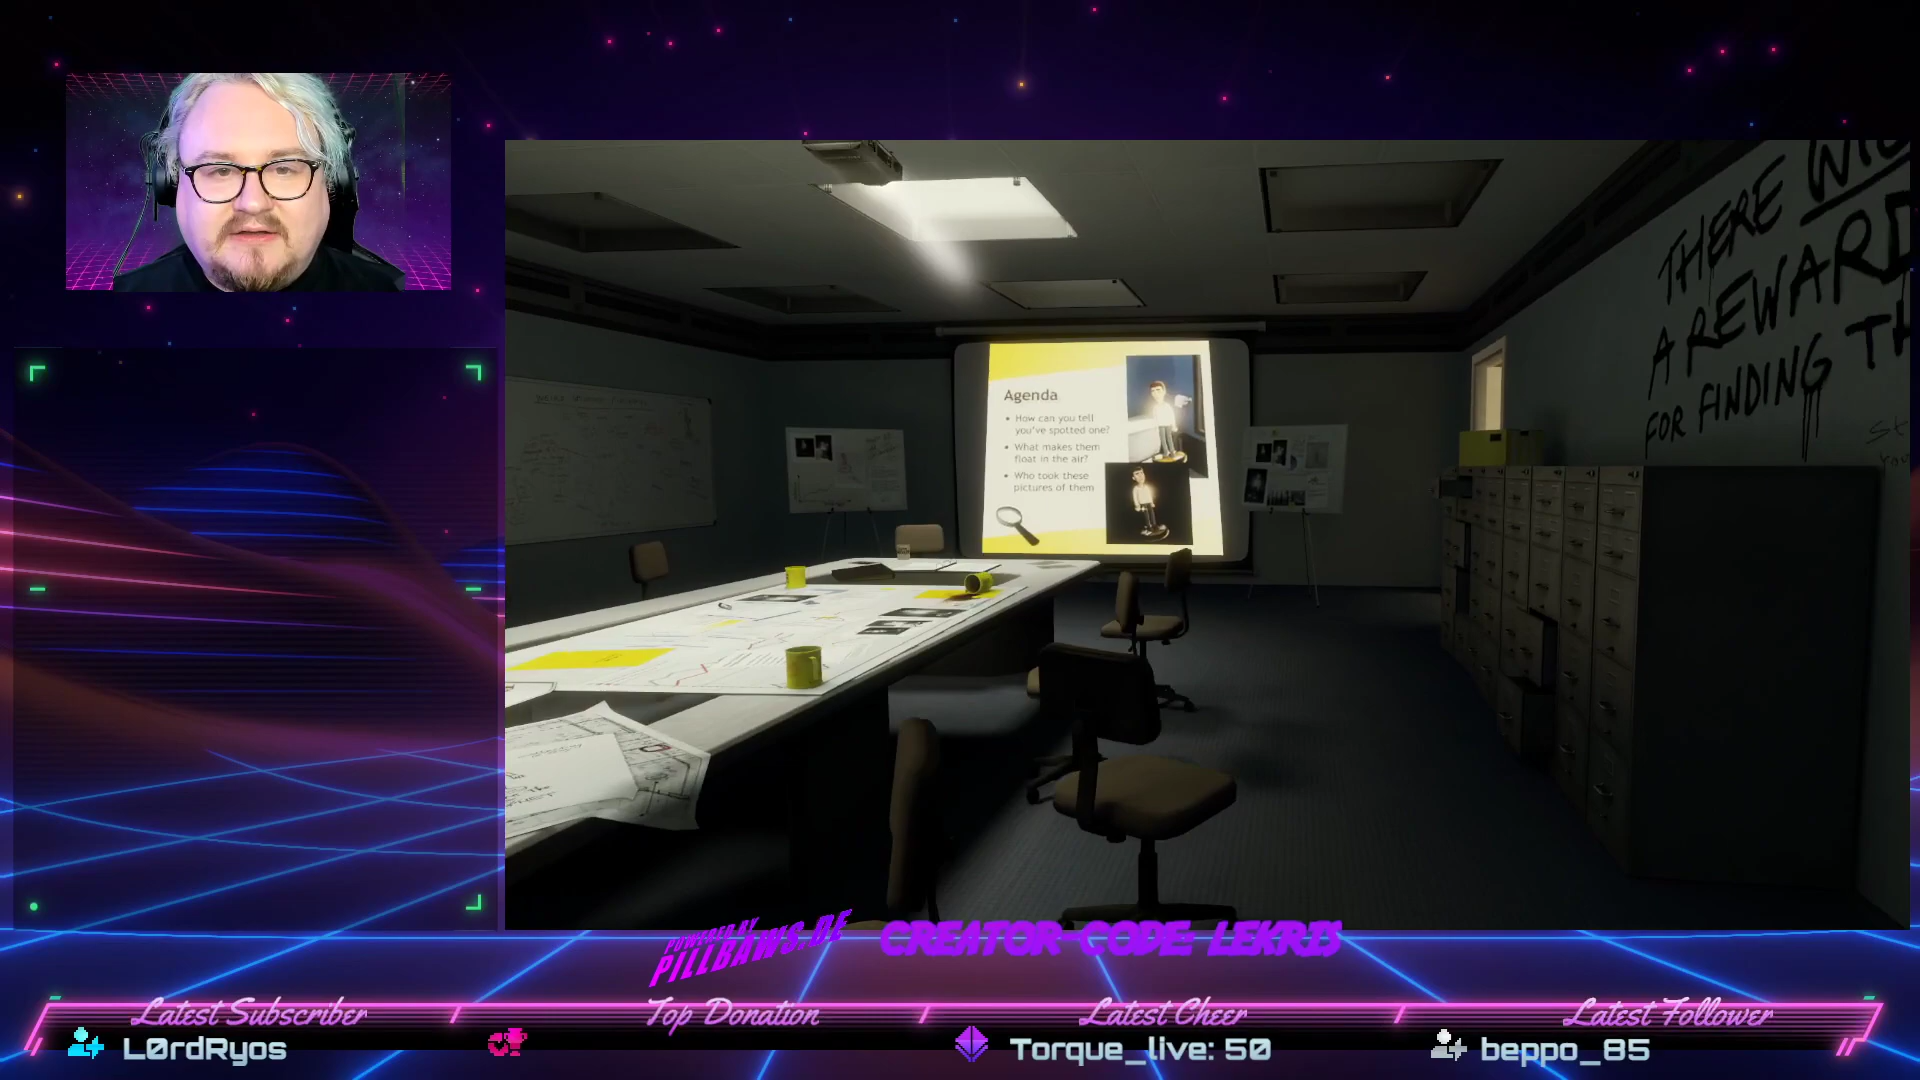 THERE WILL
A REWARD
FOR FINDING TH
Agenda
• How can you tell
you've spotted one?
• What makes them
float in the air?
• Who took these
pictures of them
POWERED BY
PILLBAWS.DE
CREATOR-CODE: LEKRIS
Latest Subscriber
L0rdRyos
Top Donation
Latest Cheer
Torque_live: 50
Latest Follower
beppo_85